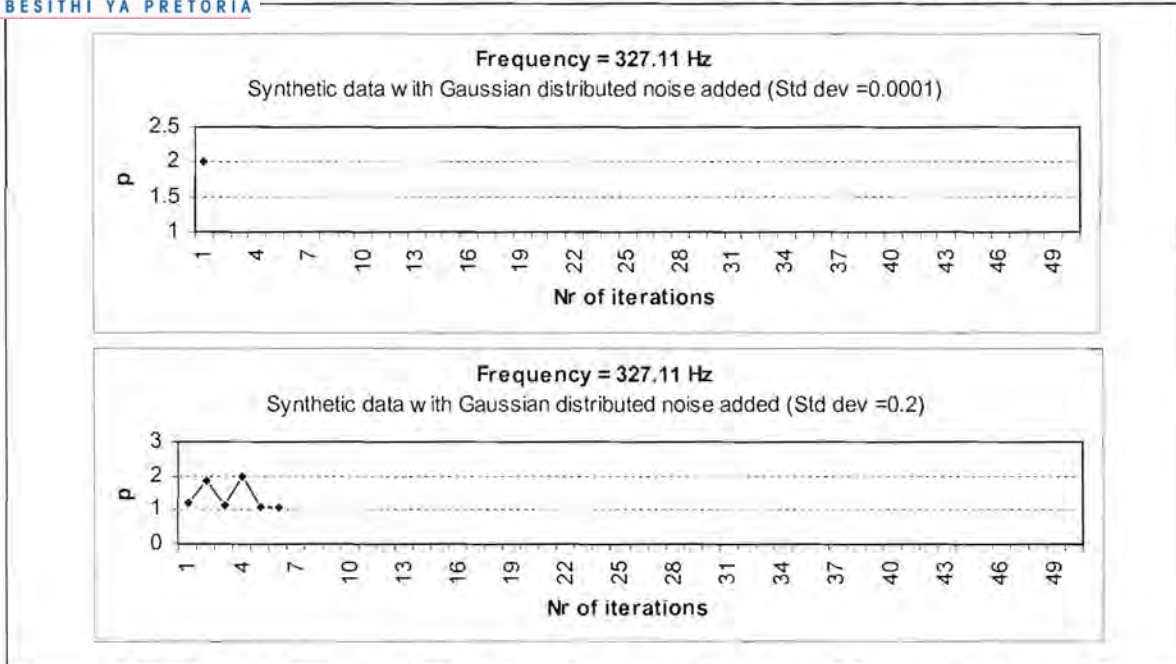 BESITHI YA PRETORIA
Frequency = 327.11 Hz
Synthetic data with Gaussian distributed noise added (Std dev =0.0001)
2.5
2
1.5
1
p
1 4 7 10 13 16 19 22 25 28 31 34 37 40 43 46 49
Nr of iterations
Frequency = 327.11 Hz
Synthetic data with Gaussian distributed noise added (Std dev =0.2)
3
2
1
0
p
1 4 7 10 13 16 19 22 25 28 31 34 37 40 43 46 49
Nr of iterations